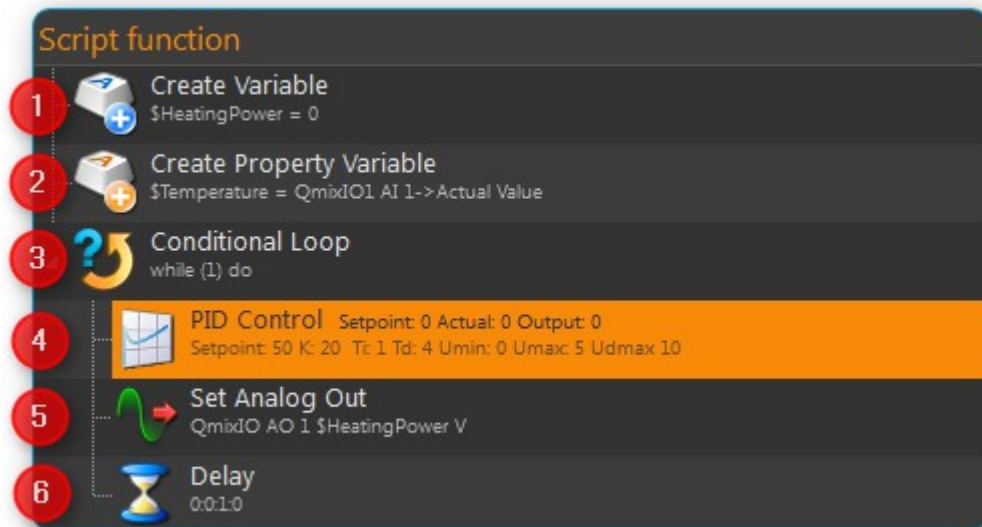 Script function
1
Create Variable
$HeatingPower = 0
2
Create Property Variable
$Temperature = QmixIO1 AI 1->Actual Value
3
Conditional Loop
while (1) do
4
PID Control Setpoint: 0 Actual: 0 Output: 0
Setpoint: 50 K: 20 Ti: 1 Td: 4 Umin: 0 Umax: 5 Udmax 10
5
Set Analog Out
QmixIO AO 1 $HeatingPower V
6
Delay
0:0:1:0